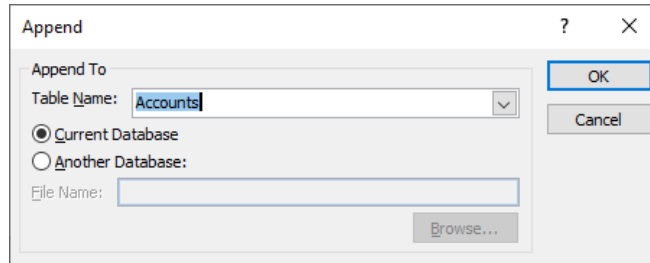 Append ?
Append To
OK
Table Name: Accounts
Cancel
Current Database
Another Database:
File Name:
Browse...